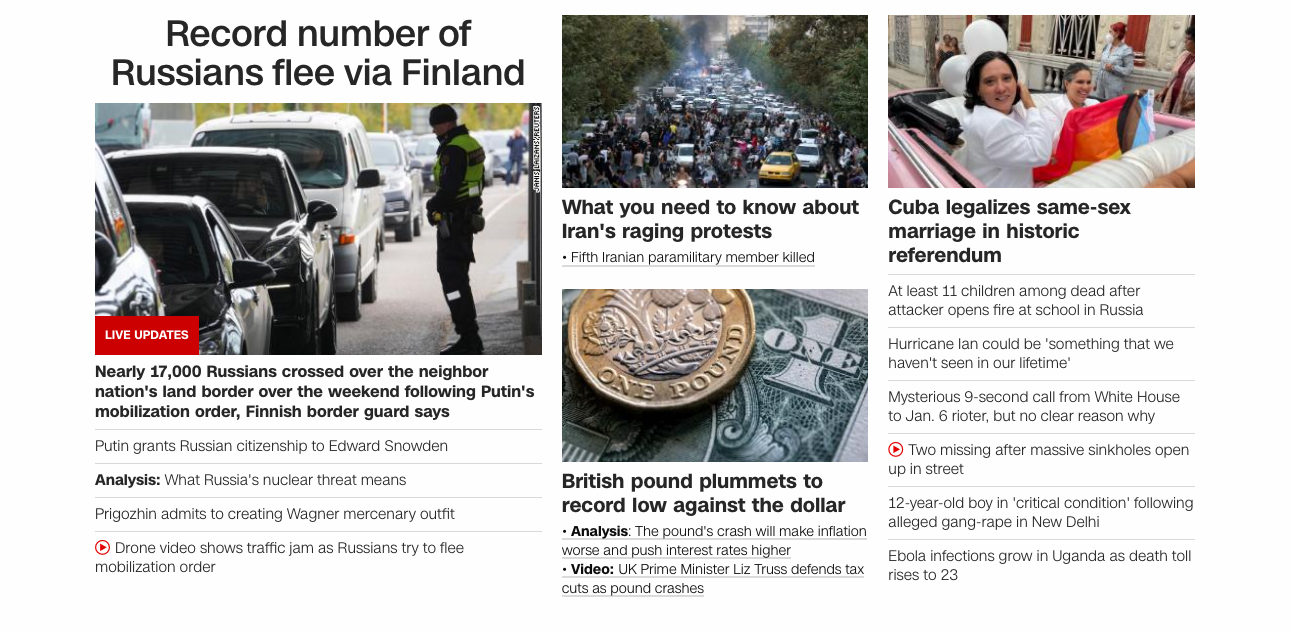 Record number of
Russians flee via Finland
JANIS LAIZANS/REUTERS
LIVE UPDATES
Nearly 17,000 Russians crossed over the neighbor
nation's land border over the weekend following Putin's
mobilization order, Finnish border guard says
Putin grants Russian citizenship to Edward Snowden
Analysis: What Russia's nuclear threat means
Prigozhin admits to creating Wagner mercenary outfit
Drone video shows traffic jam as Russians try to flee
mobilization order
What you need to know about
Iran's raging protests
• Fifth Iranian paramilitary member killed
ONE POUND
ONE
British pound plummets to
record low against the dollar
• Analysis: The pound's crash will make inflation
worse and push interest rates higher
• Video: UK Prime Minister Liz Truss defends tax
cuts as pound crashes
Cuba legalizes same-sex
marriage in historic
referendum
At least 11 children among dead after
attacker opens fire at school in Russia
Hurricane Ian could be 'something that we
haven't seen in our lifetime'
Mysterious 9-second call from White House
to Jan. 6 rioter, but no clear reason why
Two missing after massive sinkholes open
up in street
12-year-old boy in 'critical condition' following
alleged gang-rape in New Delhi
Ebola infections grow in Uganda as death toll
rises to 23